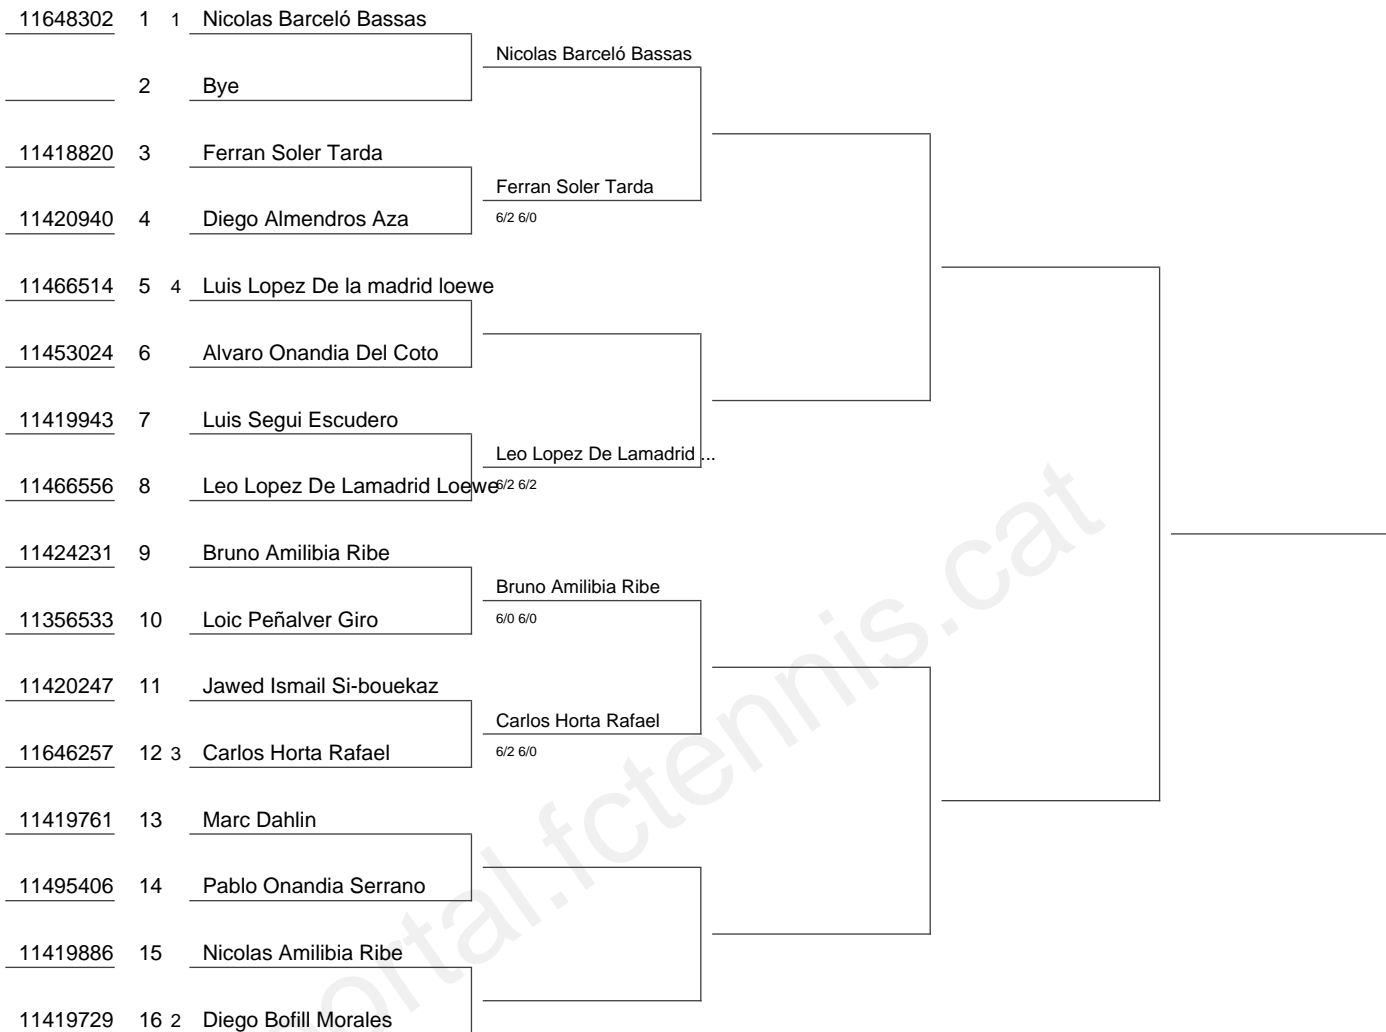 11648302 1 1 Nicolas Barceló Bassas
Nicolas Barceló Bassas
2 Bye
11418820 3 Ferran Soler Tarda
Ferran Soler Tarda
11420940 4 Diego Almendros Aza
6/2 6/0
11466514 5 4 Luis Lopez De la madrid loewe
11453024 6 Alvaro Onandia Del Coto
11419943 7 Luis Segui Escudero
Leo Lopez De Lamadrid ...
11466556 8 Leo Lopez De Lamadrid Loewe
6/2 6/2
11424231 9 Bruno Amilibia Ribe
Bruno Amilibia Ribe
11356533 10 Loic Peñalver Giro
6/0 6/0
11420247 11 Jawed Ismail Si-bouekaz
Carlos Horta Rafael
11646257 12 3 Carlos Horta Rafael
6/2 6/0
11419761 13 Marc Dahlin
11495406 14 Pablo Onandia Serrano
11419886 15 Nicolas Amilibia Ribe
11419729 16 2 Diego Bofill Morales
portal.fctennis.cat